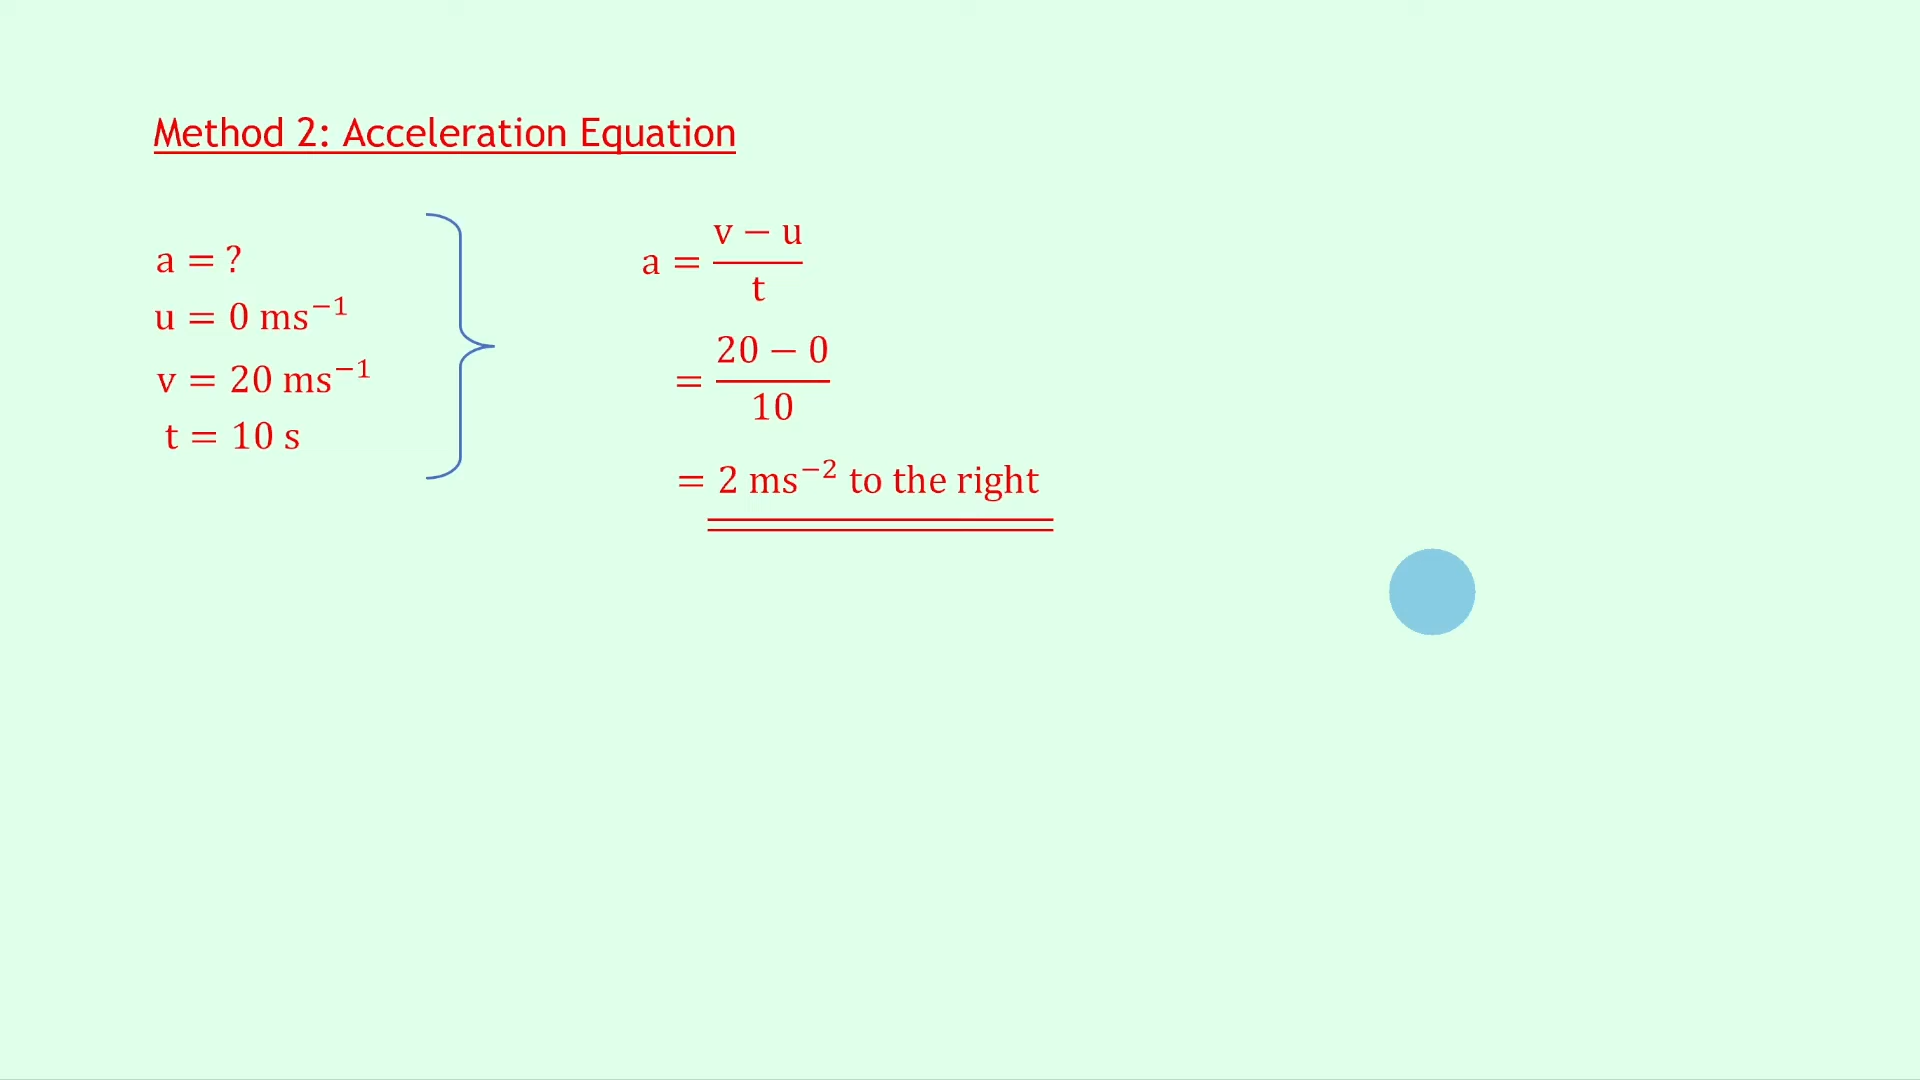 Method 2: Acceleration Equation
a = ?
u = 0 ms⁻¹
v = 20 ms⁻¹
t = 10 s
a = (v − u)/t
= (20 − 0)/10
= 2 ms⁻² to the right